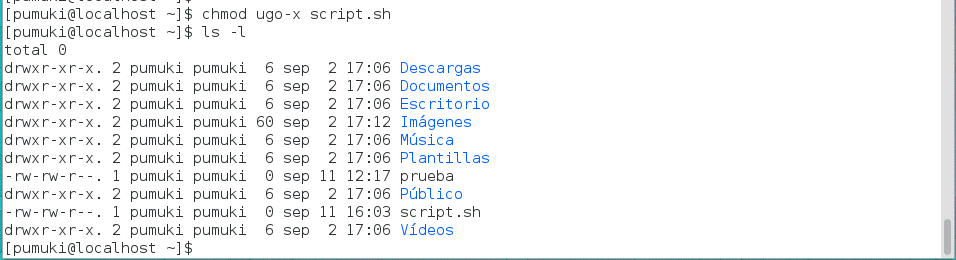 [pumuki@localhost ~]$ chmod ugo-x script.sh
[pumuki@localhost ~]$ ls -l
total 0
drwxr-xr-x. 2 pumuki pumuki  6 sep  2 17:06 Descargas
drwxr-xr-x. 2 pumuki pumuki  6 sep  2 17:06 Documentos
drwxr-xr-x. 2 pumuki pumuki  6 sep  2 17:06 Escritorio
drwxr-xr-x. 2 pumuki pumuki 60 sep  2 17:12 Imágenes
drwxr-xr-x. 2 pumuki pumuki  6 sep  2 17:06 Música
drwxr-xr-x. 2 pumuki pumuki  6 sep  2 17:06 Plantillas
-rw-rw-r--. 1 pumuki pumuki  0 sep 11 12:17 prueba
drwxr-xr-x. 2 pumuki pumuki  6 sep  2 17:06 Público
-rw-rw-r--. 1 pumuki pumuki  0 sep 11 16:03 script.sh
drwxr-xr-x. 2 pumuki pumuki  6 sep  2 17:06 Vídeos
[pumuki@localhost ~]$